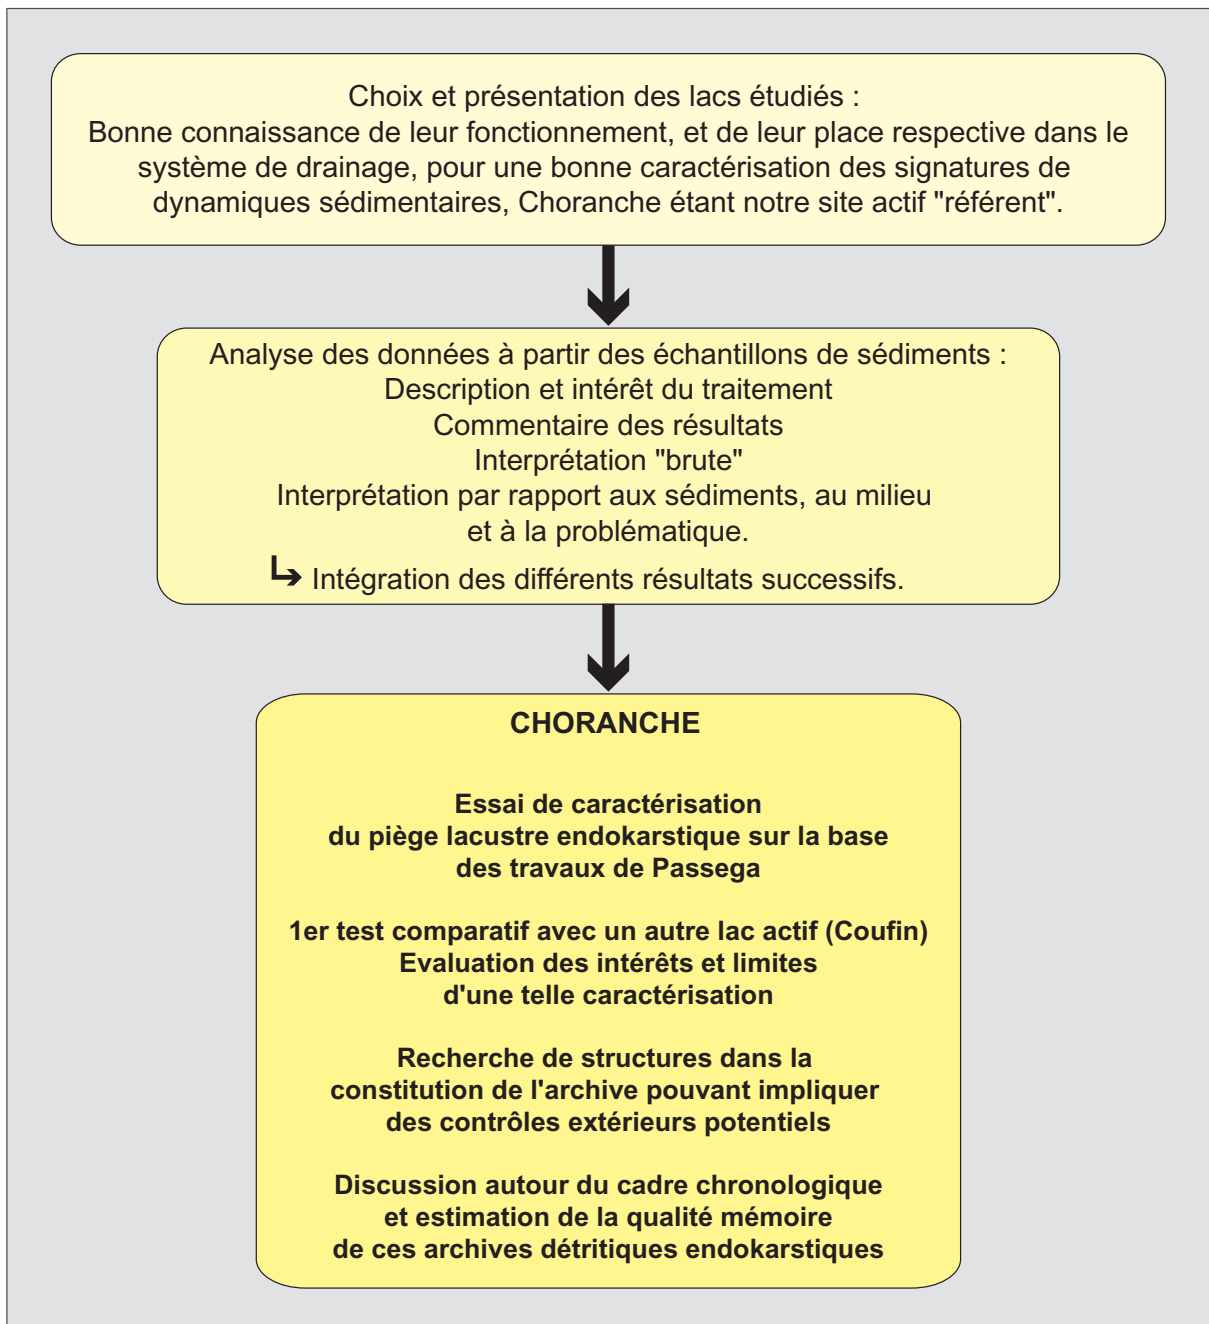 Choix et présentation des lacs étudiés :
Bonne connaissance de leur fonctionnement, et de leur place respective dans le
système de drainage, pour une bonne caractérisation des signatures de
dynamiques sédimentaires, Choranche étant notre site actif "référent".
Analyse des données à partir des échantillons de sédiments :
Description et intérêt du traitement
Commentaire des résultats
Interprétation "brute"
Interprétation par rapport aux sédiments, au milieu
et à la problématique.
Intégration des différents résultats successifs.
CHORANCHE
Essai de caractérisation
du piège lacustre endokarstique sur la base
des travaux de Passega
1er test comparatif avec un autre lac actif (Coufin)
Evaluation des intérêts et limites
d'une telle caractérisation
Recherche de structures dans la
constitution de l'archive pouvant impliquer
des contrôles extérieurs potentiels
Discussion autour du cadre chronologique
et estimation de la qualité mémoire
de ces archives détritiques endokarstiques